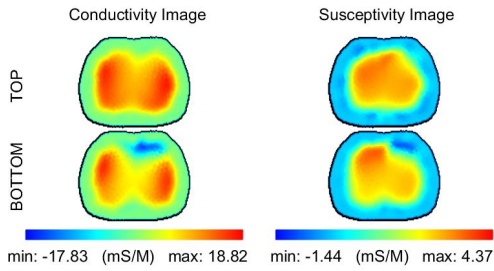 Conductivity Image
Susceptivity Image
TOP
BOTTOM
min: -17.83 (mS/M) max: 18.82
min: -1.44 (mS/M) max: 4.37